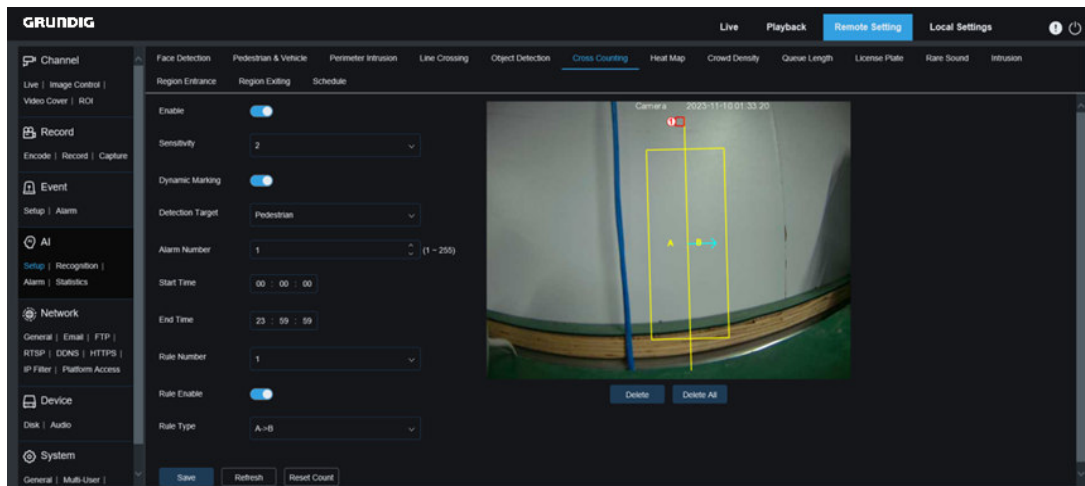 GRUNDIG
Live Playback Remote Setting Local Settings
Channel
Live | Image Control |
Video Cover | ROI
Record
Encode | Record | Capture
Event
Setup | Alarm
AI
Setup | Recognition |
Alarm | Statistics
Network
General | Email | FTP |
RTSP | DDNS | HTTPS |
IP Filter | Platform Access
Device
Disk | Audio
System
General | Multi-User |
Face Detection Pedestrian & Vehicle Perimeter Intrusion Line Crossing Object Detection Cross Counting Heat Map Crowd Density Queue Length License Plate Rare Sound Intrusion
Region Entrance Region Exiting Schedule
Enable
Sensitivity 2
Dynamic Marking
Detection Target Pedestrian
Alarm Number 1 (1 ~ 255)
Start Time 00 : 00 : 00
End Time 23 : 59 : 59
Rule Number 1
Rule Enable
Rule Type A->B
Save Refresh Reset Count
Camera 2023-11-10 01:33:20
1
A B
Delete Delete All